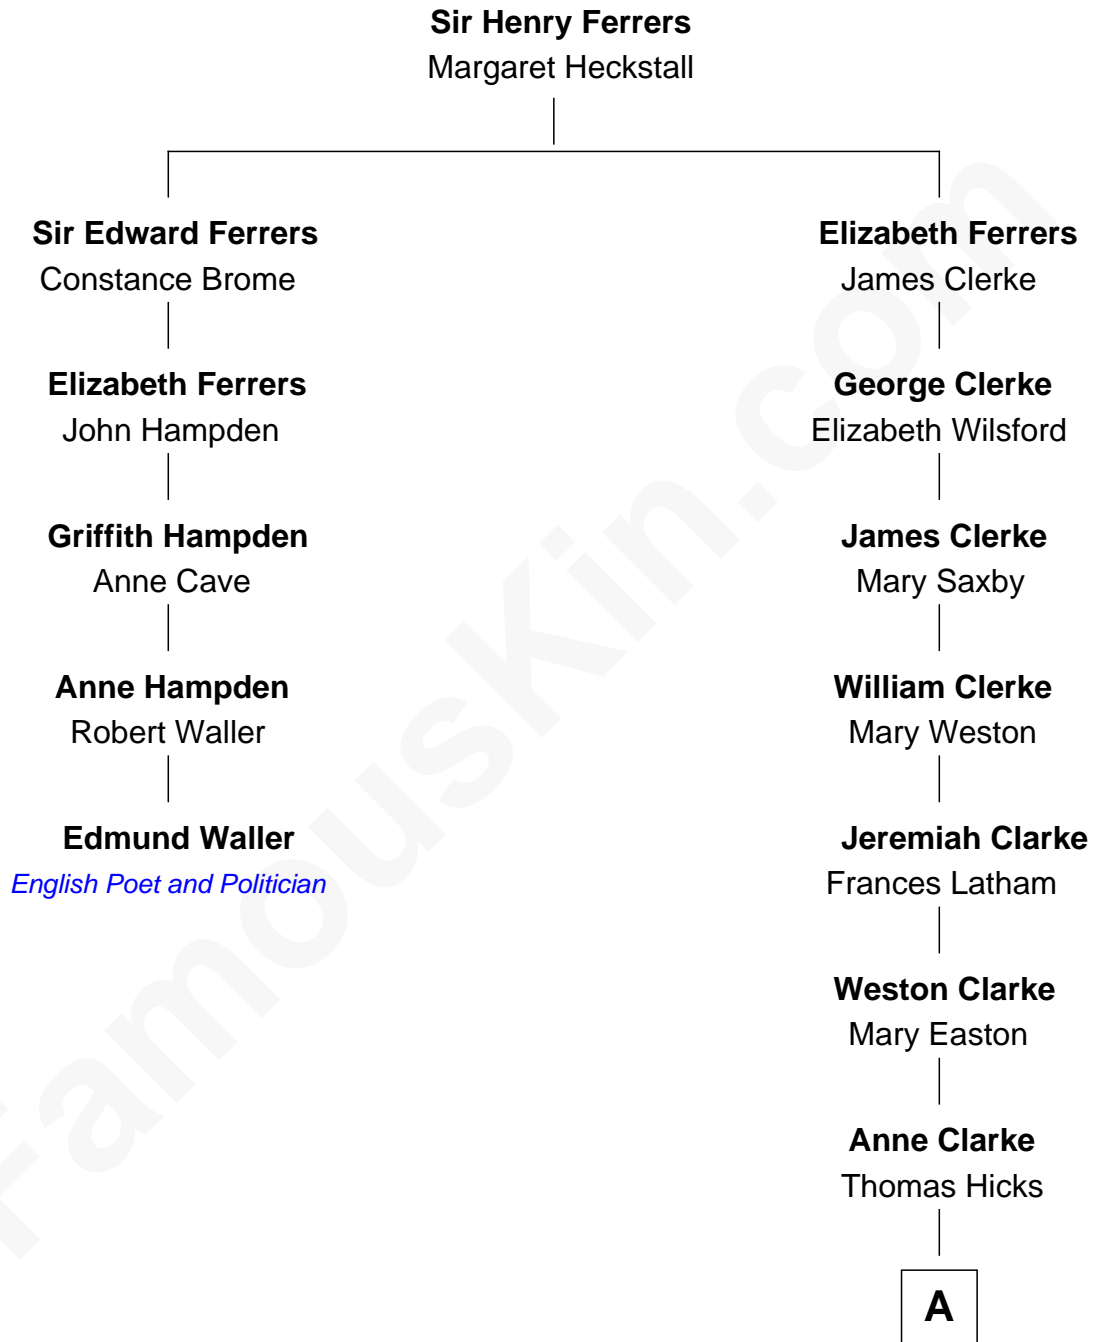 Sir Henry Ferrers
Margaret Heckstall
Sir Edward Ferrers
Constance Brome
Elizabeth Ferrers
John Hampden
Griffith Hampden
Anne Cave
Anne Hampden
Robert Waller
Edmund Waller
English Poet and Politician
Elizabeth Ferrers
James Clerke
George Clerke
Elizabeth Wilsford
James Clerke
Mary Saxby
William Clerke
Mary Weston
Jeremiah Clarke
Frances Latham
Weston Clarke
Mary Easton
Anne Clarke
Thomas Hicks
A
FamousKin.com